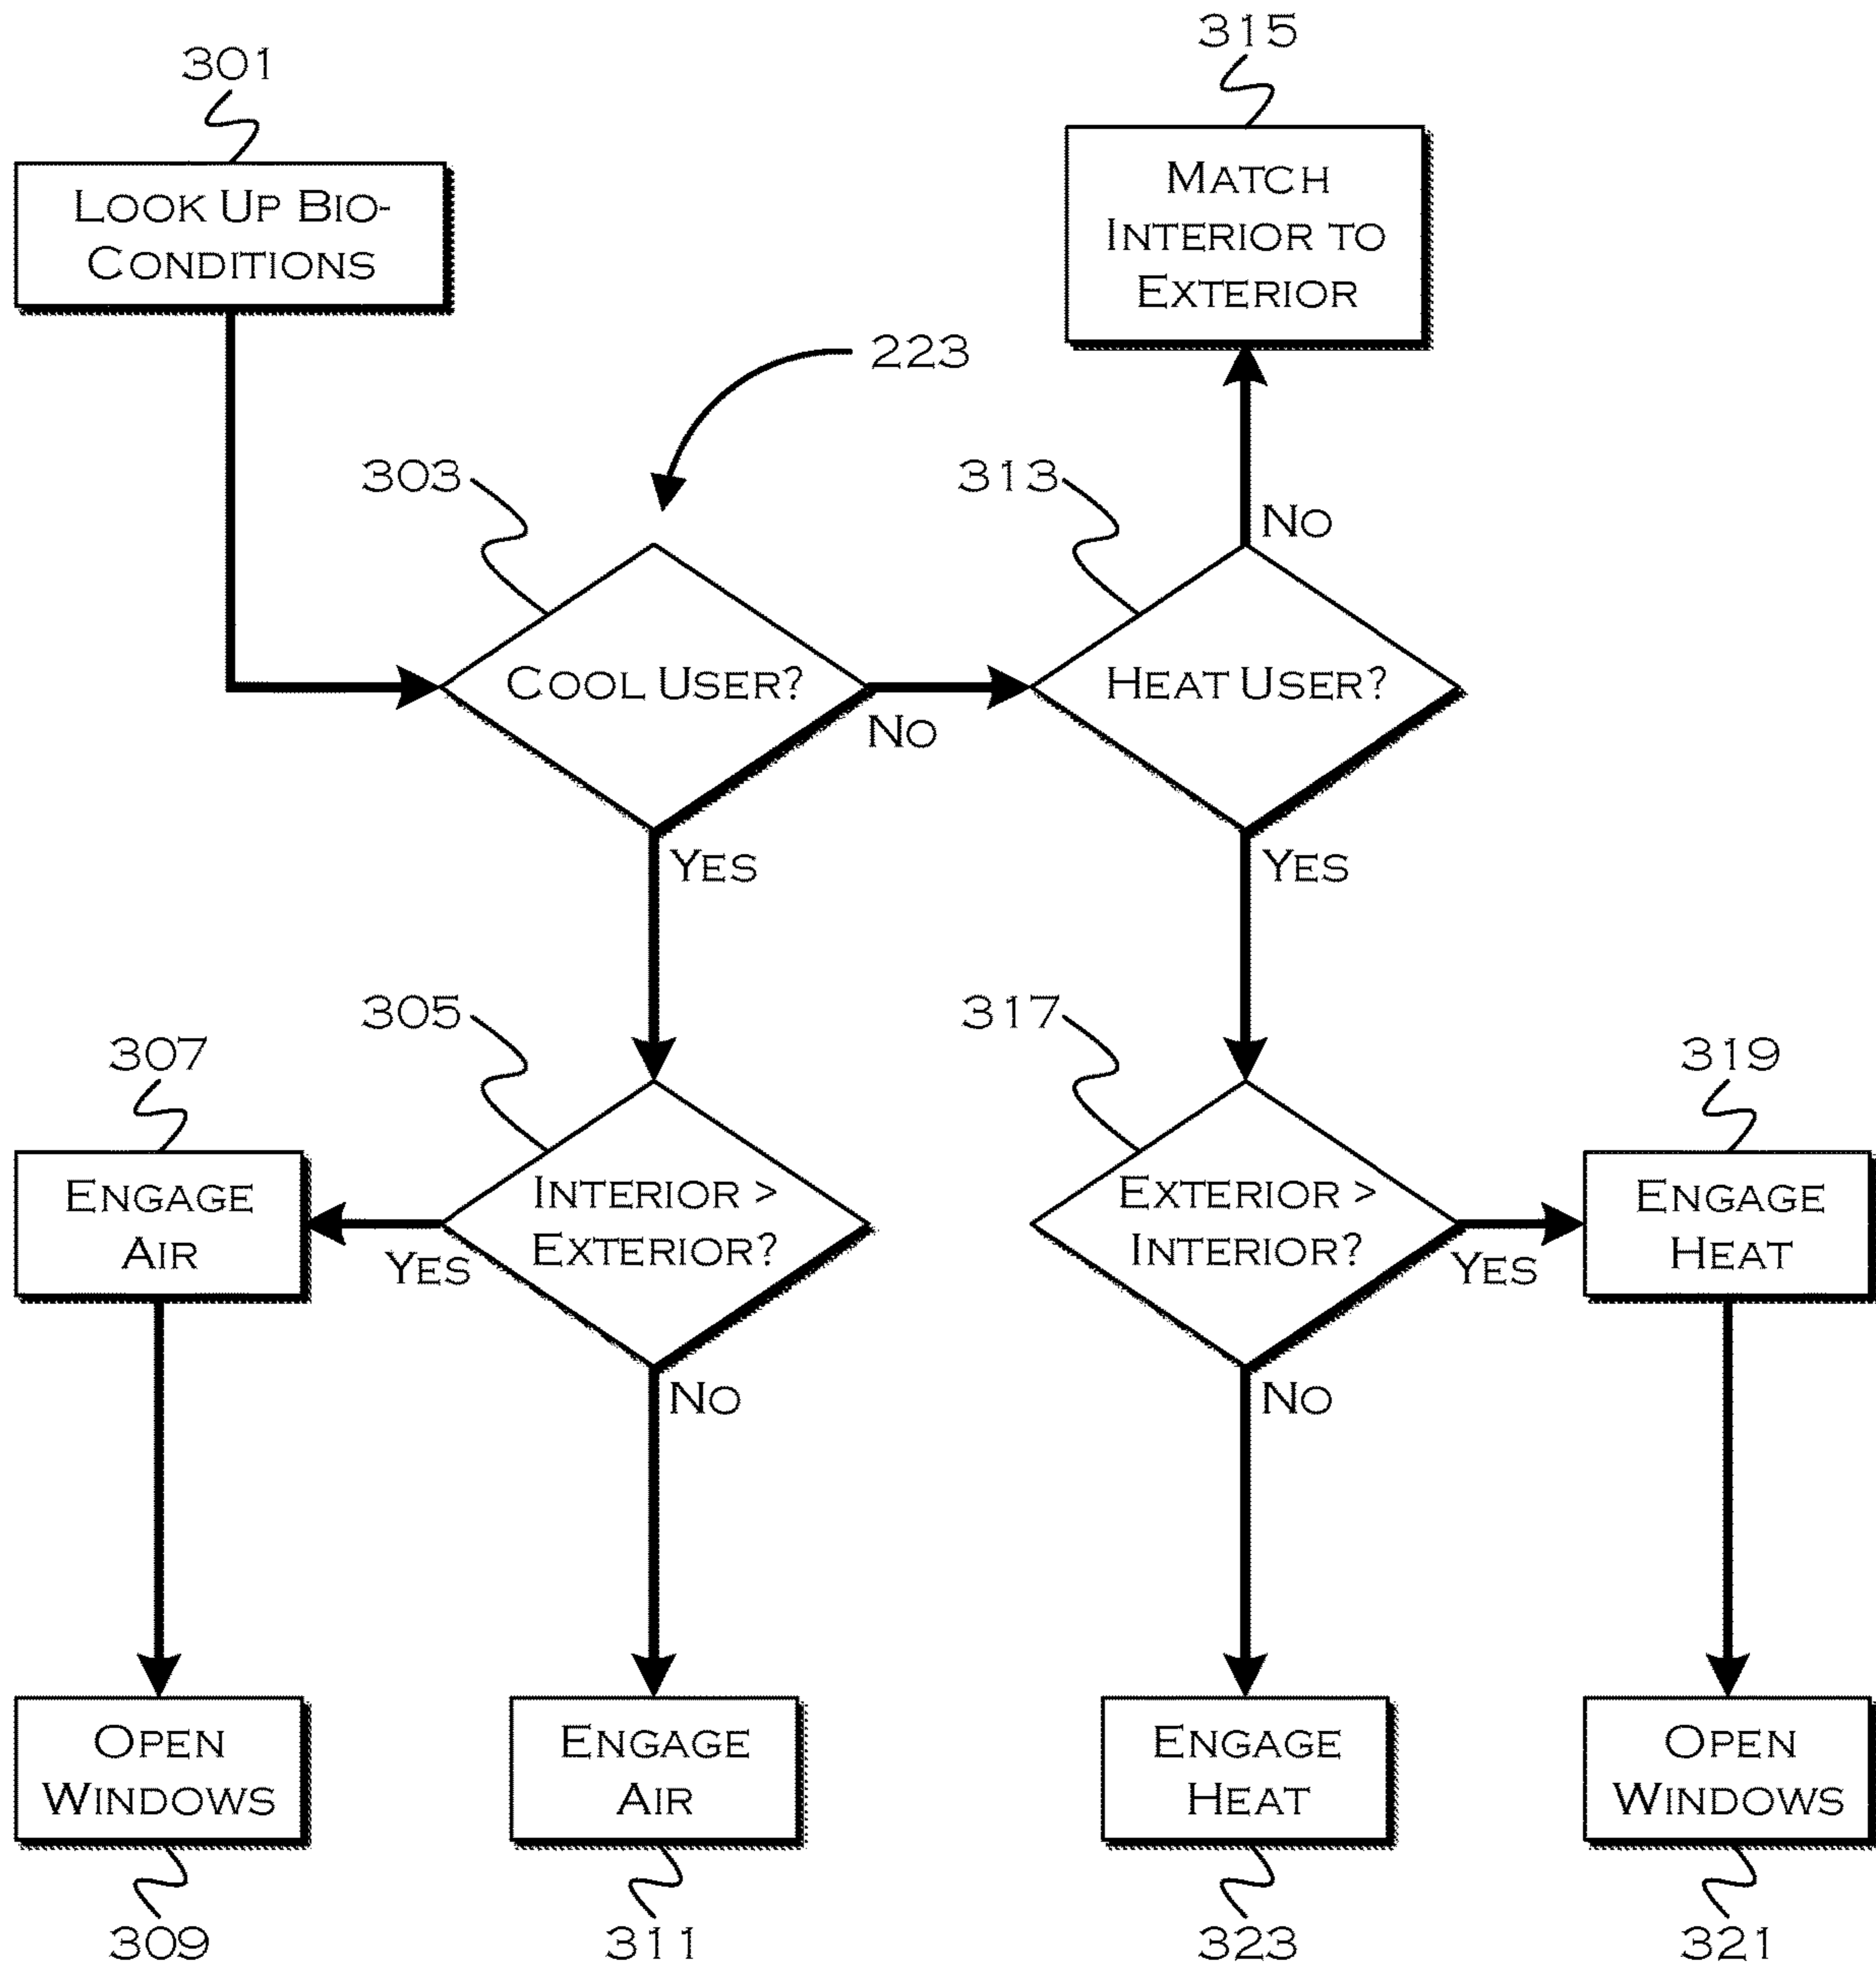 301
LOOK UP BIO-
CONDITIONS
315
MATCH
INTERIOR TO
EXTERIOR
223
303
COOL USER?
NO
YES
313
HEAT USER?
NO
YES
305
INTERIOR >
EXTERIOR?
YES
NO
307
ENGAGE
AIR
OPEN
WINDOWS
309
ENGAGE
AIR
311
317
EXTERIOR >
INTERIOR?
YES
NO
319
ENGAGE
HEAT
ENGAGE
HEAT
323
OPEN
WINDOWS
321